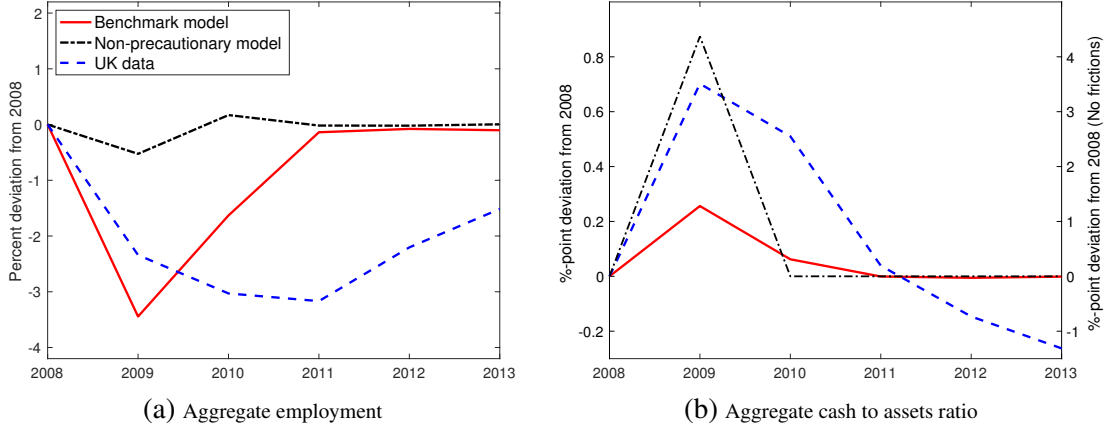 2
1
0
-1
-2
-3
-4
Percent deviation from 2008
Benchmark model
Non-precautionary model
UK data
2008 2009 2010 2011 2012 2013
(a) Aggregate employment
0.8
0.6
0.4
0.2
0
-0.2
%-point deviation from 2008
4
3
2
1
0
-1
%-point deviation from 2008 (No frictions)
2008 2009 2010 2011 2012 2013
(b) Aggregate cash to assets ratio